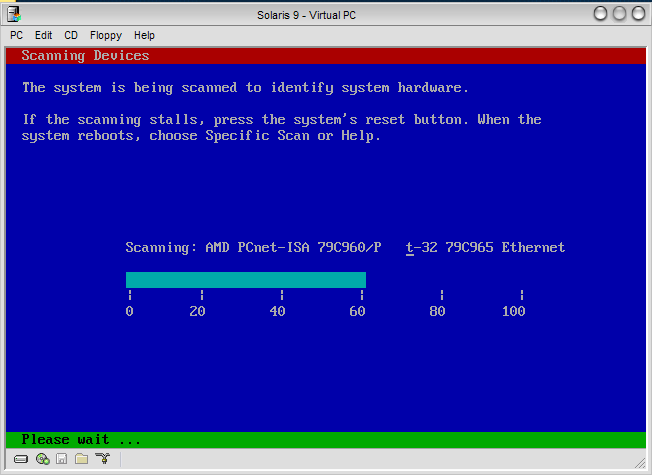 Solaris 9 - Virtual PC
PC Edit CD Floppy Help
Scanning Devices
The system is being scanned to identify system hardware.
If the scanning stalls, press the system's reset button. When the
system reboots, choose Specific Scan or Help.
Scanning: AMD PCnet-ISA 79C960/P t-32 79C965 Ethernet
0 20 40 60 80 100
Please wait ...